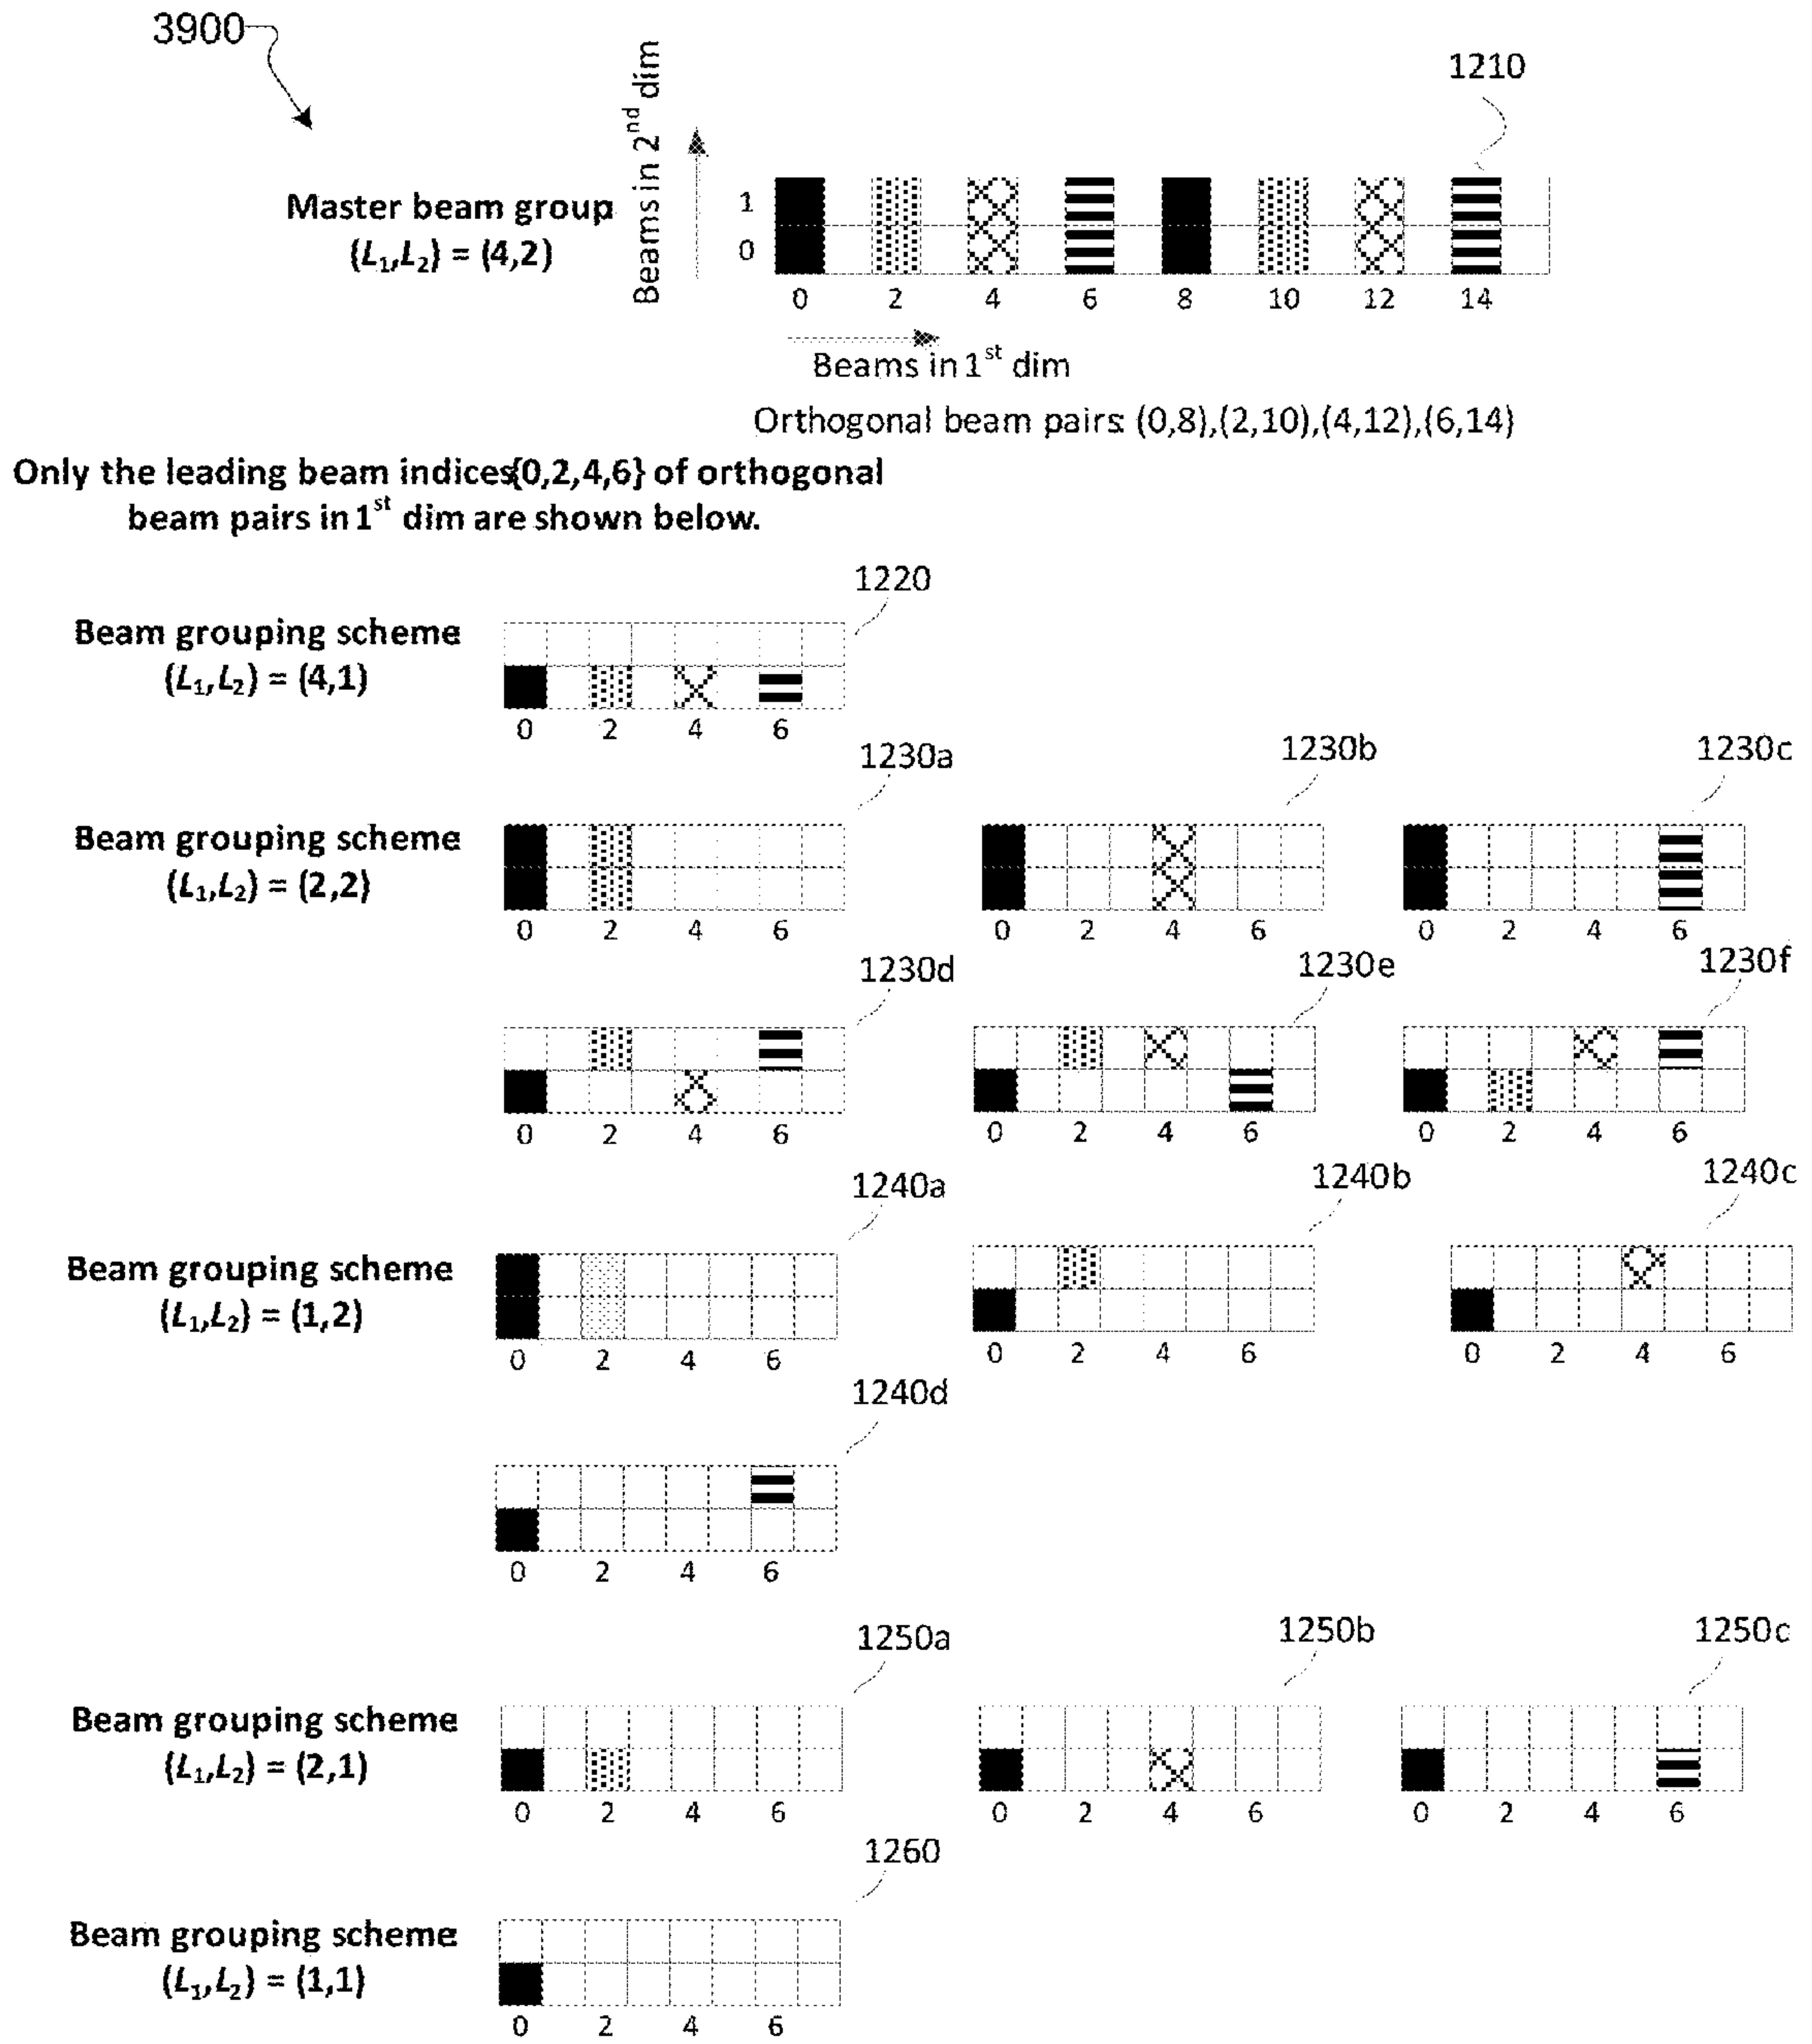 3900
1210
Beams in 2nd dim
Master beam group
(L1,L2) = (4,2)
1
0
0 2 4 6 8 10 12 14
Beams in 1st dim
Orthogonal beam pairs: (0,8),(2,10),(4,12),(6,14)
Only the leading beam indices{0,2,4,6} of orthogonal
beam pairs in 1st dim are shown below.
1220
Beam grouping scheme
(L1,L2) = (4,1)
0 2 4 6
1230a 1230b 1230c
Beam grouping scheme
(L1,L2) = (2,2)
0 2 4 6 0 2 4 6 0 2 4 6
1230d 1230e 1230f
0 2 4 6 0 2 4 6 0 2 4 6
1240a 1240b 1240c
Beam grouping scheme
(L1,L2) = (1,2)
0 2 4 6 0 2 4 6 0 2 4 6
1240d
0 2 4 6
1250a 1250b 1250c
Beam grouping scheme
(L1,L2) = (2,1)
0 2 4 6 0 2 4 6 0 2 4 6
1260
Beam grouping scheme
(L1,L2) = (1,1)
0 2 4 6